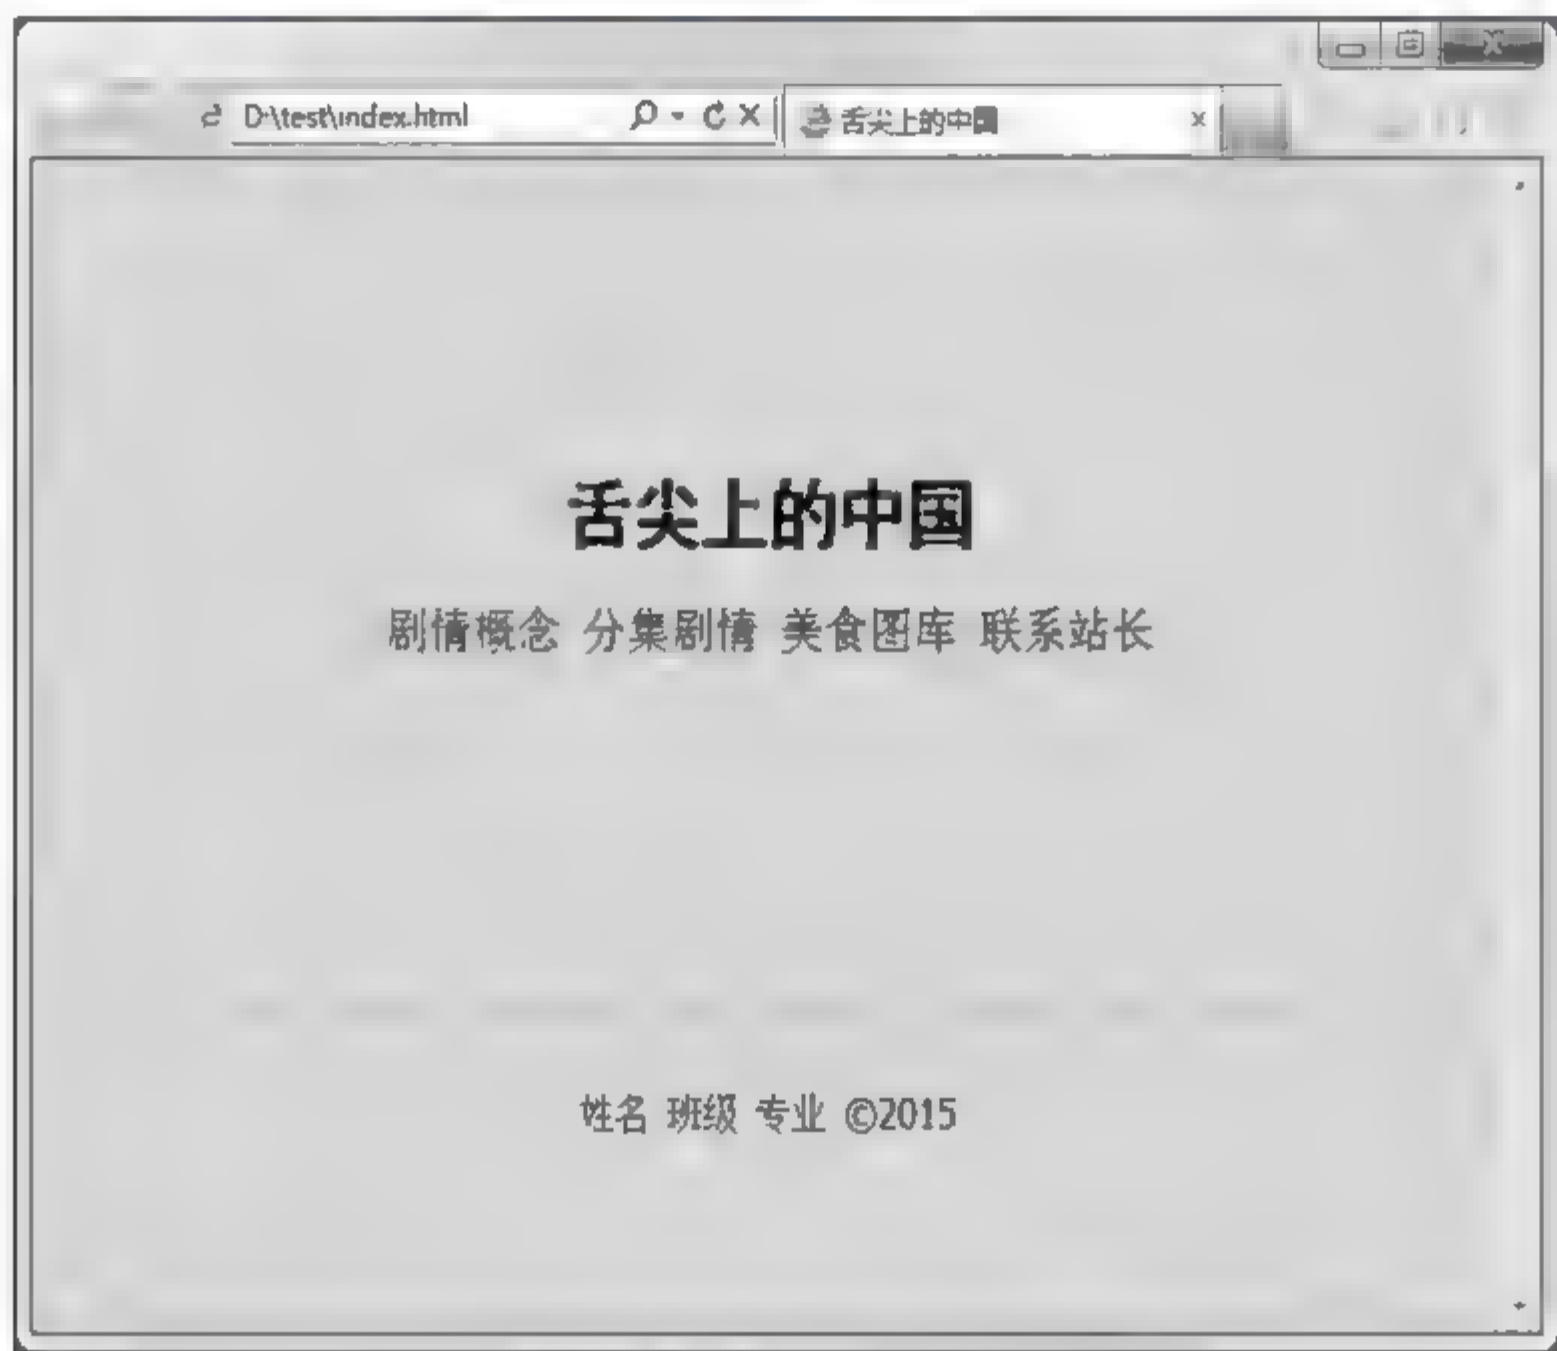 D:\test\index.html
舌尖上的中国
舌尖上的中国
剧情概念 分集剧情 美食图库 联系站长
姓名 班级 专业 ©2015